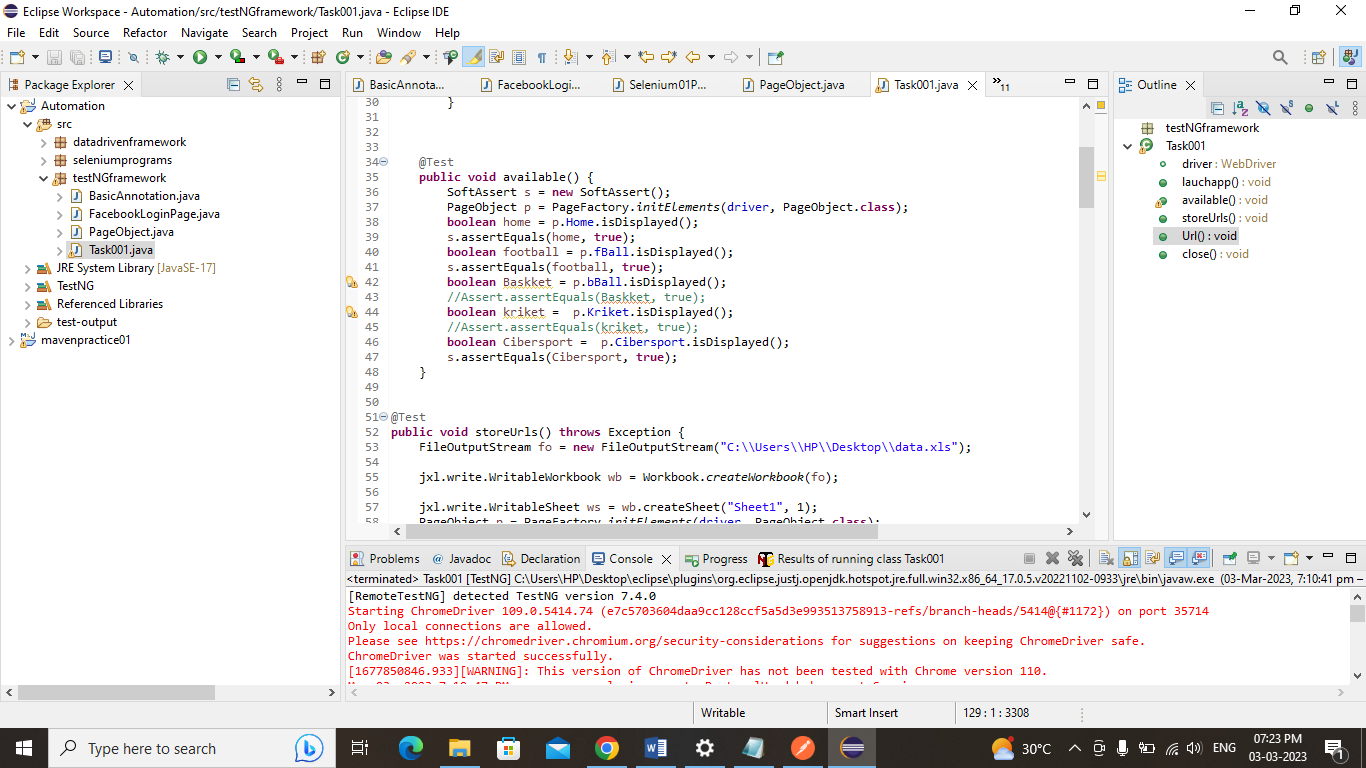 Eclipse Workspace - Automation/src/testNGframework/Task001.java - Eclipse IDE
File Edit Source Refactor Navigate Search Project Run Window Help
Package Explorer
Automation
src
datadrivenframework
seleniumprograms
testNGframework
BasicAnnotation.java
FacebookLoginPage.java
PageObject.java
Task001.java
JRE System Library [JavaSE-17]
TestNG
Referenced Libraries
test-output
mavenpractice01
BasicAnnota... FacebookLogi... Selenium01P... PageObject.java Task001.java »11
30 }
31
32
33
34 @Test
35 public void available() {
36 SoftAssert s = new SoftAssert();
37 PageObject p = PageFactory.initElements(driver, PageObject.class);
38 boolean home = p.Home.isDisplayed();
39 s.assertEquals(home, true);
40 boolean football = p.fBall.isDisplayed();
41 s.assertEquals(football, true);
42 boolean Baskket = p.bBall.isDisplayed();
43 //Assert.assertEquals(Baskket, true);
44 boolean kriket =  p.Kriket.isDisplayed();
45 //Assert.assertEquals(kriket, true);
46 boolean Cibersport =  p.Cibersport.isDisplayed();
47 s.assertEquals(Cibersport, true);
48 }
49
50
51 @Test
52 public void storeUrls() throws Exception {
53 FileOutputStream fo = new FileOutputStream("C:\\Users\\HP\\Desktop\\data.xls");
54
55 jxl.write.WritableWorkbook wb = Workbook.createWorkbook(fo);
56
57 jxl.write.WritableSheet ws = wb.createSheet("Sheet1", 1);
58 PageObject p = PageFactory.initElements(driver, PageObject.class);
Outline
testNGframework
Task001
driver : WebDriver
lauchapp() : void
available() : void
storeUrls() : void
Url() : void
close() : void
Problems @ Javadoc Declaration Console Progress Results of running class Task001
<terminated> Task001 [TestNG] C:\Users\HP\Desktop\eclipse\plugins\org.eclipse.justj.openjdk.hotspot.jre.full.win32.x86_64_17.0.5.v20221102-0933\jre\bin\javaw.exe (03-Mar-2023, 7:10:41 pm –
[RemoteTestNG] detected TestNG version 7.4.0
Starting ChromeDriver 109.0.5414.74 (e7c5703604daa9cc128ccf5a5d3e993513758913-refs/branch-heads/5414@{#1172}) on port 35714
Only local connections are allowed.
Please see https://chromedriver.chromium.org/security-considerations for suggestions on keeping ChromeDriver safe.
ChromeDriver was started successfully.
[1677850846.933][WARNING]: This version of ChromeDriver has not been tested with Chrome version 110.
Writable Smart Insert 129 : 1 : 3308
Type here to search
30°C ENG
07:23 PM
03-03-2023
1